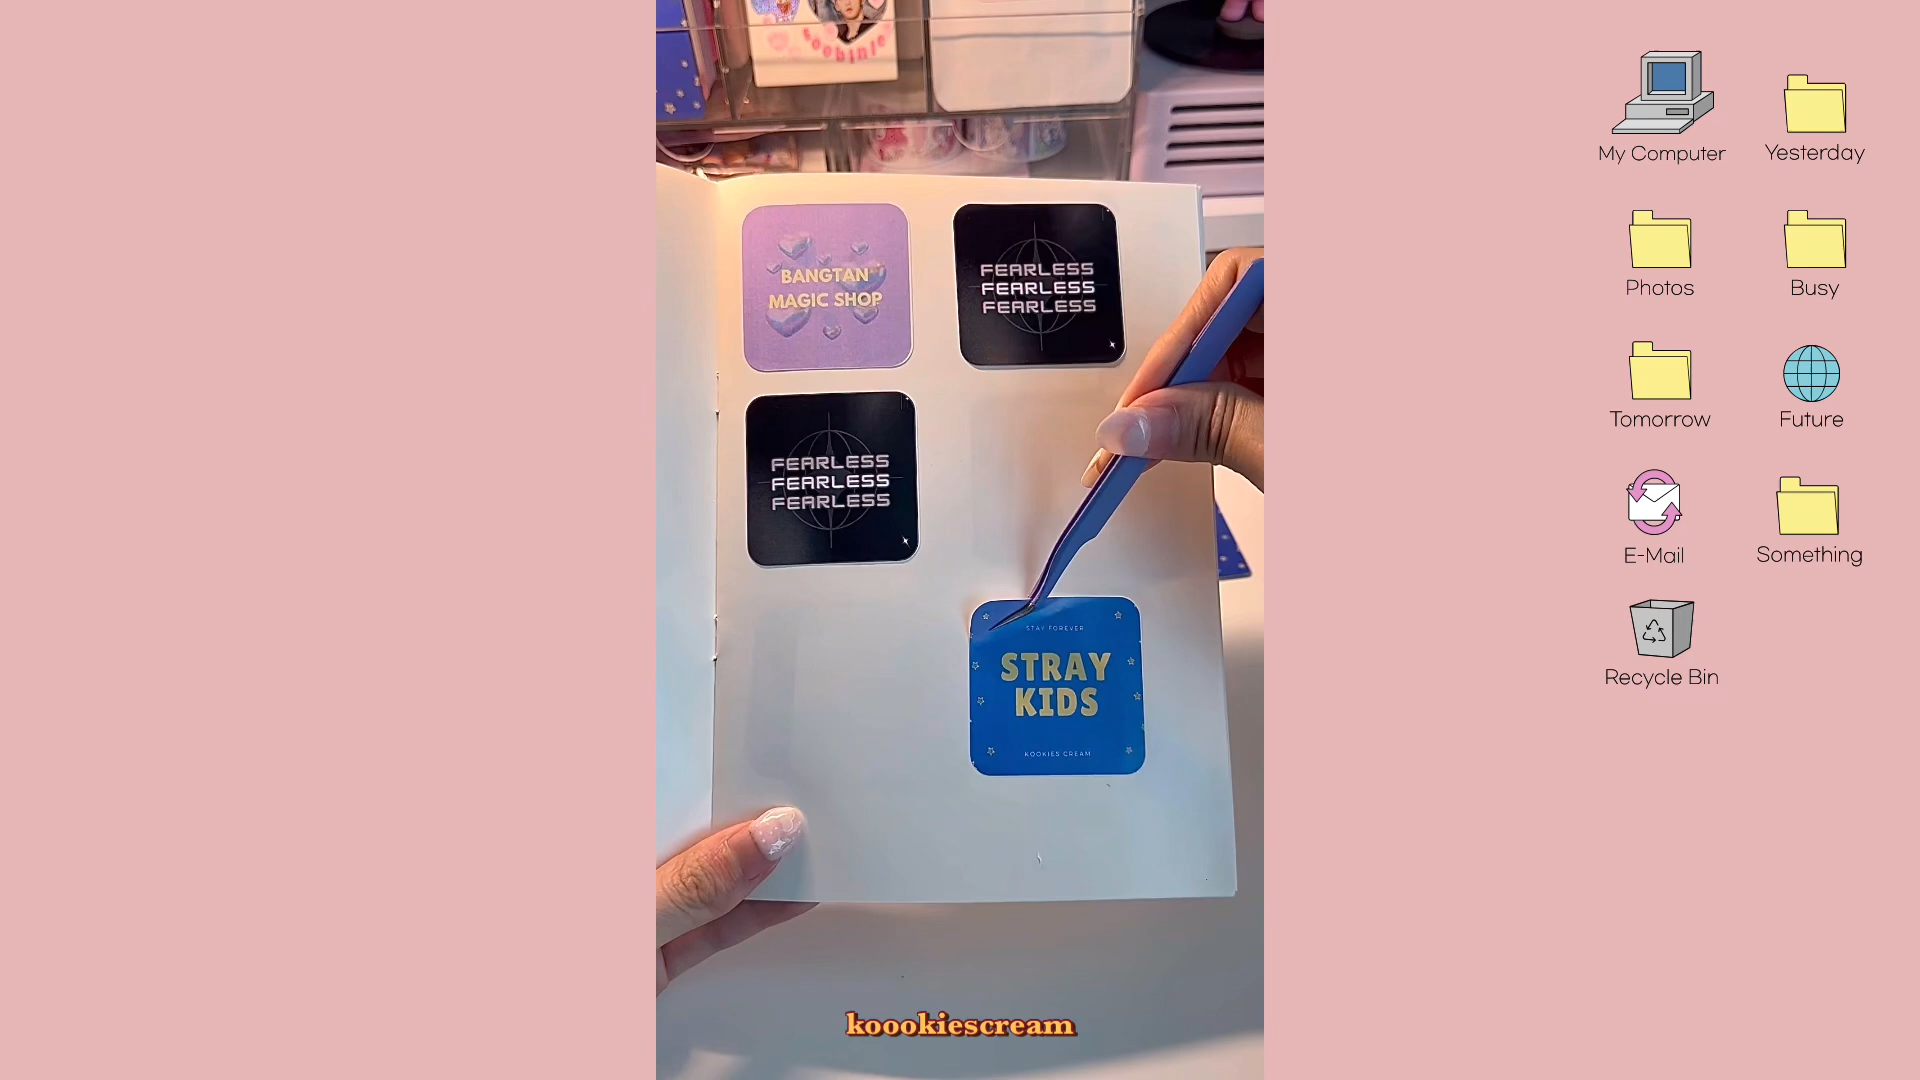 soobinie
BANGTAN
MAGIC SHOP
FEARLESS
FEARLESS
FEARLESS
FEARLESS
FEARLESS
FEARLESS
STAY FOREVER
STRAY
KIDS
KOOKIES CREAM
koookiescream
My Computer
Yesterday
Photos
Busy
Tomorrow
Future
E-Mail
Something
Recycle Bin